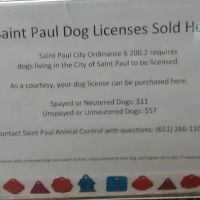 Saint Paul Dog Licenses Sold He
Saint Paul City Ordinance § 200.2 requires
dogs living in the City of Saint Paul to be licensed.
As a courtesy, your dog license can be purchased here.
Spayed or Neutered Dogs: $11
Unspayed or Unneutered Dogs: $57
Contact Saint Paul Animal Control with questions: (651) 266-110